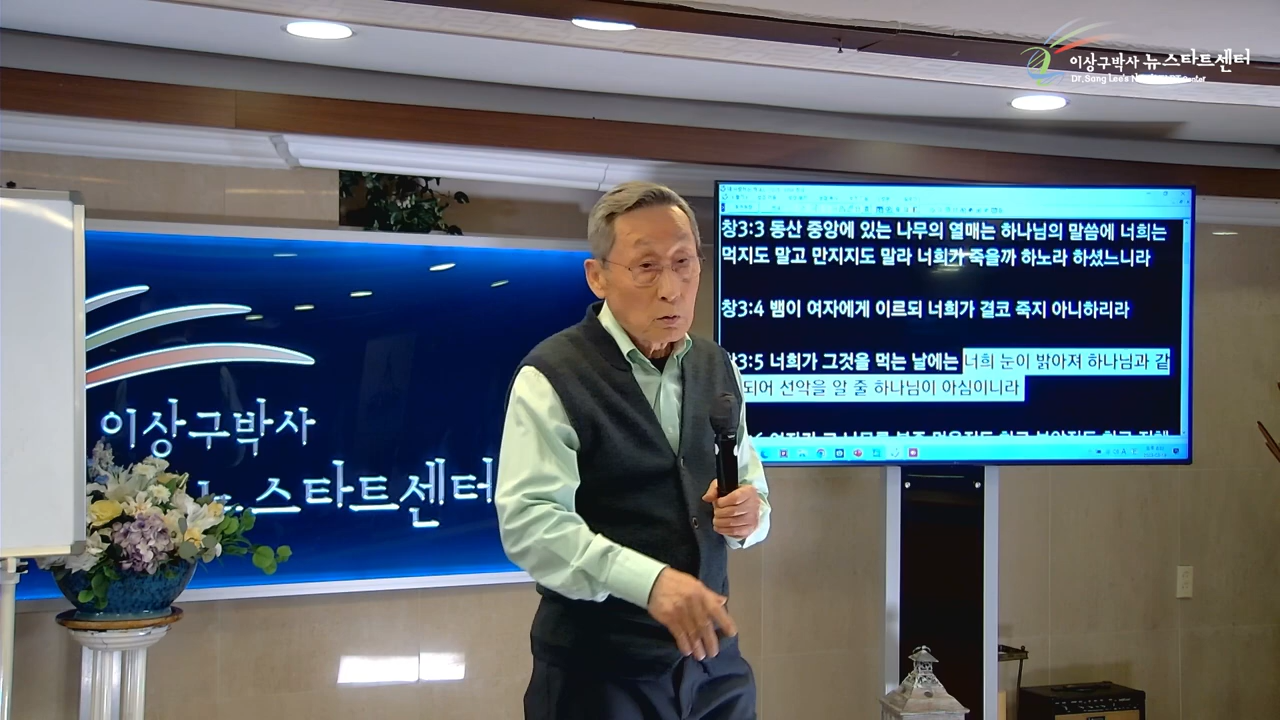 이상구박사 뉴스타트센터
Dr.Sang Lee's
Center
창3:3 동산 중앙에 있는 나무의 열매는 하나님의 말씀에 너희는
먹지도 말고 만지지도 말라 너희가 죽을까 하노라 하셨느니라
창3:4 뱀이 여자에게 이르되 너희가 결코 죽지 아니하리라
3:5 너희가 그것을 먹는 날에는 너희 눈이 밝아져 하나님과 같
되어 선악을 알 줄 하나님이 아심이니라
이상구박사
뉴스타트센터